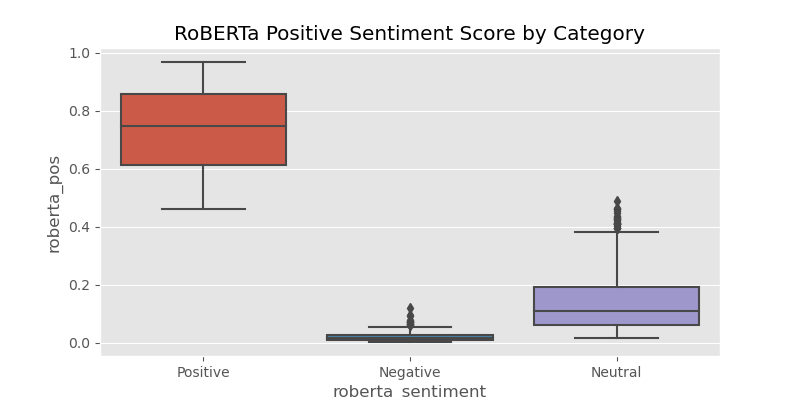 RoBERTa Positive Sentiment Score by Category
1.0
0.8
0.6
0.4
0.2
0.0
roberta_pos
Positive Negative Neutral
roberta_sentiment